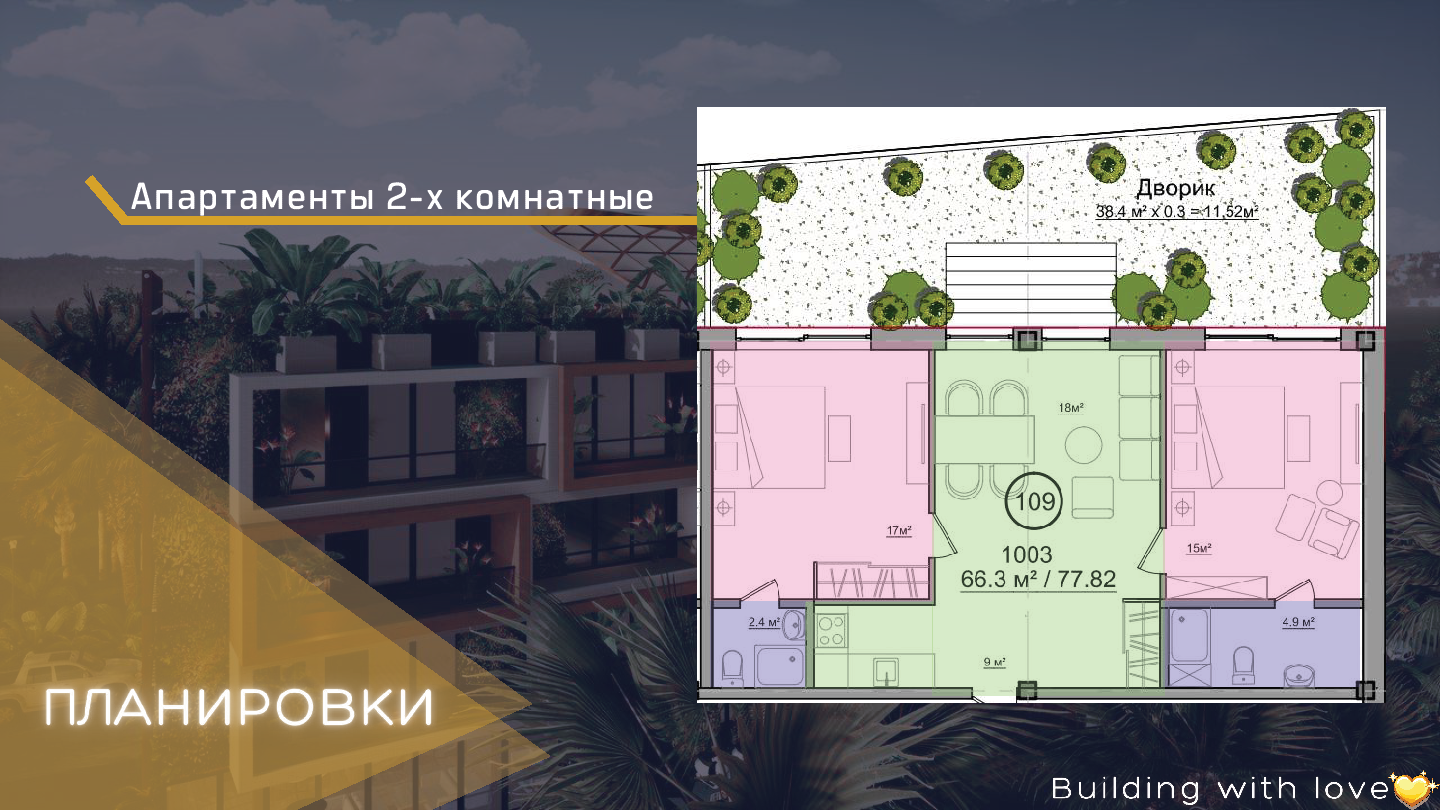 Апартаменты 2-х комнатные
Дворик
38.4 м² x 0.3 = 11,52м²
18м²
109
17м²
15м²
1003
66.3 м² / 77.82
2.4 м²
4.9 м²
9 м²
ПЛАНИРОВКИ
Building with love